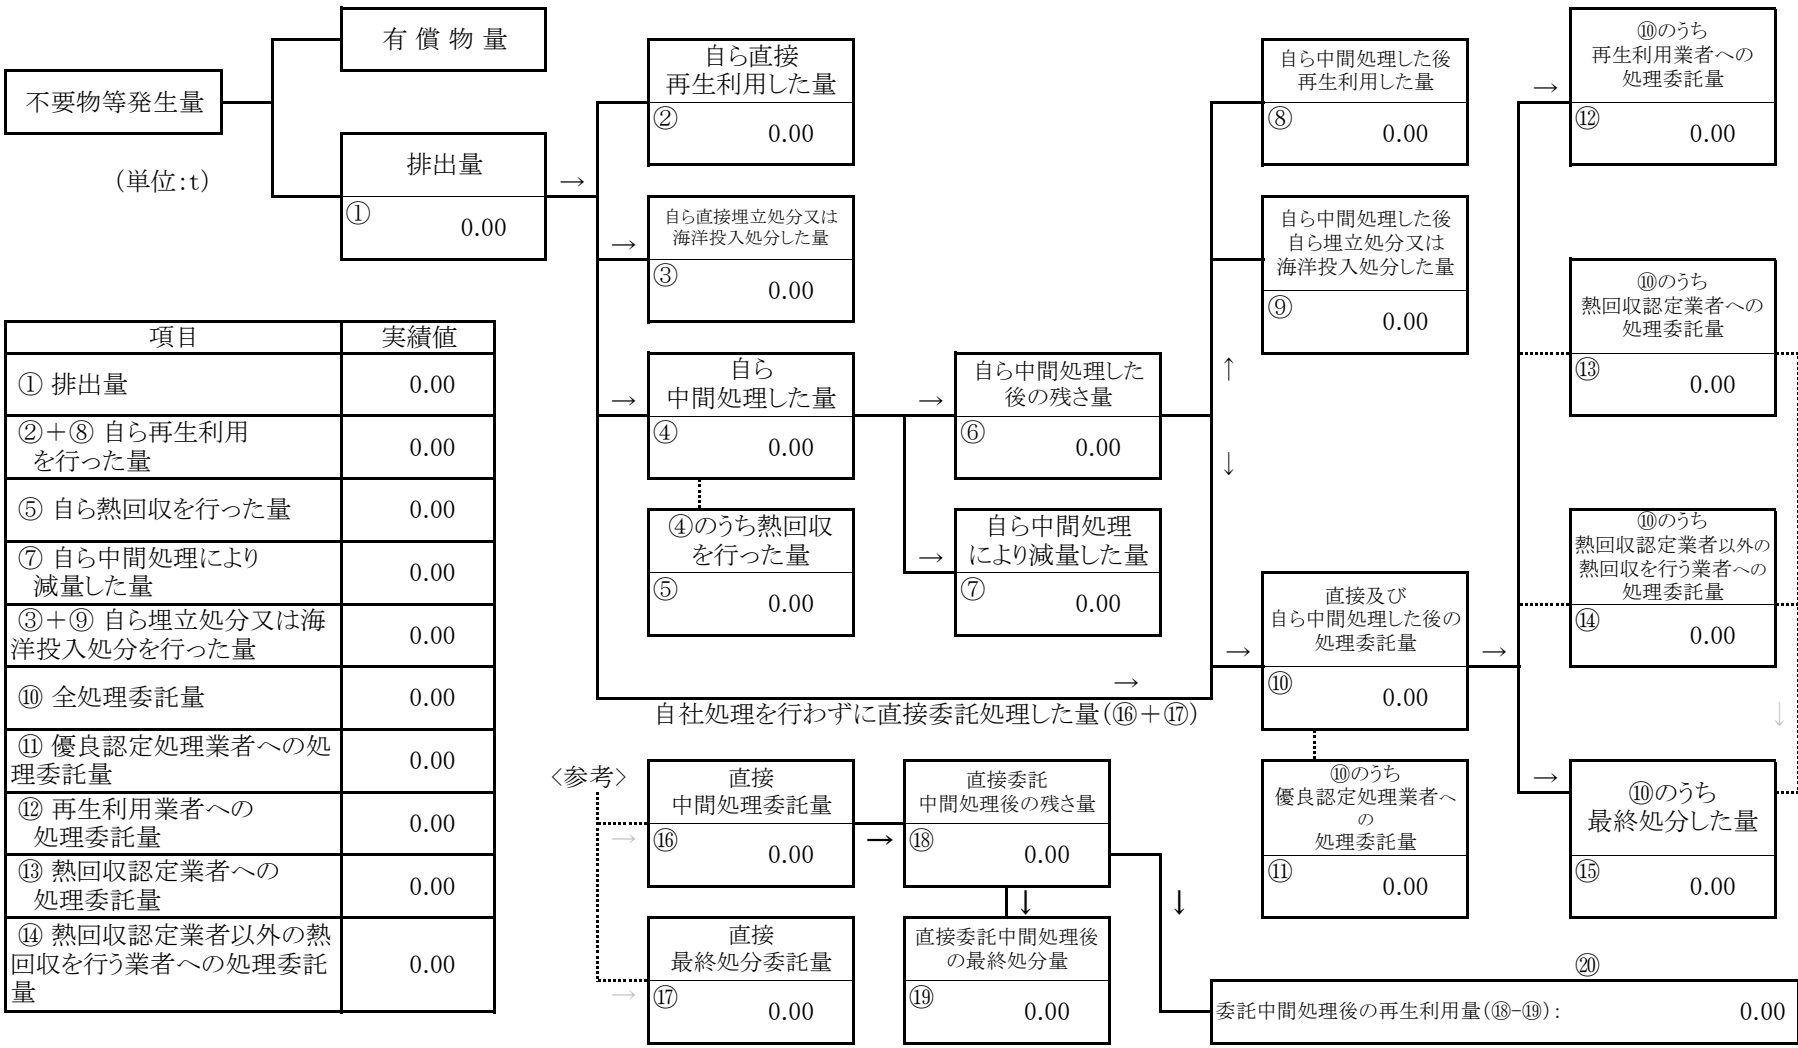 有 償 物 量
不要物等発生量
(単位:t)
排出量
①
0.00
→
自ら直接
再生利用した量
②
0.00
→
自ら直接埋立処分又は
海洋投入処分した量
③
0.00
→
自ら
中間処理した量
④
0.00
④のうち熱回収
を行った量
⑤
0.00
→
自ら中間処理した
後の残さ量
⑥
0.00
→
自ら中間処理
により減量した量
⑦
0.00
→
自社処理を行わずに直接委託処理した量(⑯+⑰)
自ら中間処理した後
再生利用した量
⑧
0.00
自ら中間処理した後
自ら埋立処分又は
海洋投入処分した量
⑨
0.00
↑
↓
→
直接及び
自ら中間処理した後の
処理委託量
⑩
0.00
→
⑩のうち
優良認定処理業者へ
の
処理委託量
⑪
0.00
→
⑩のうち
再生利用業者への
処理委託量
⑫
0.00
⑩のうち
熱回収認定業者への
処理委託量
⑬
0.00
⑩のうち
熱回収認定業者以外の
熱回収を行う業者への
処理委託量
⑭
0.00
↓
→
⑩のうち
最終処分した量
⑮
0.00
項目 実績値
① 排出量 0.00
②+⑧ 自ら再生利用
を行った量 0.00
⑤ 自ら熱回収を行った量 0.00
⑦ 自ら中間処理により
減量した量 0.00
③+⑨ 自ら埋立処分又は海
洋投入処分を行った量 0.00
⑩ 全処理委託量 0.00
⑪ 優良認定処理業者への処
理委託量 0.00
⑫ 再生利用業者への
処理委託量 0.00
⑬ 熱回収認定業者への
処理委託量 0.00
⑭ 熱回収認定業者以外の熱
回収を行う業者への処理委託
量 0.00
<参考>
→
直接
中間処理委託量
⑯
0.00
→
直接委託
中間処理後の残さ量
⑱
0.00
↓
↓
→
直接
最終処分委託量
⑰
0.00
直接委託中間処理後
の最終処分量
⑲
0.00
⑳
委託中間処理後の再生利用量(⑱-⑲): 0.00